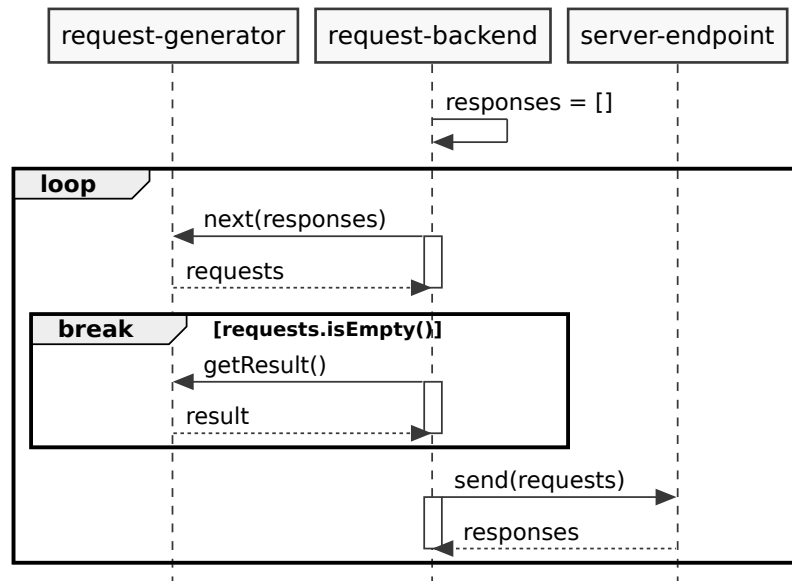 request-generator request-backend server-endpoint
responses = []
loop
next(responses)
requests
break [requests.isEmpty()]
getResult()
result
send(requests)
responses